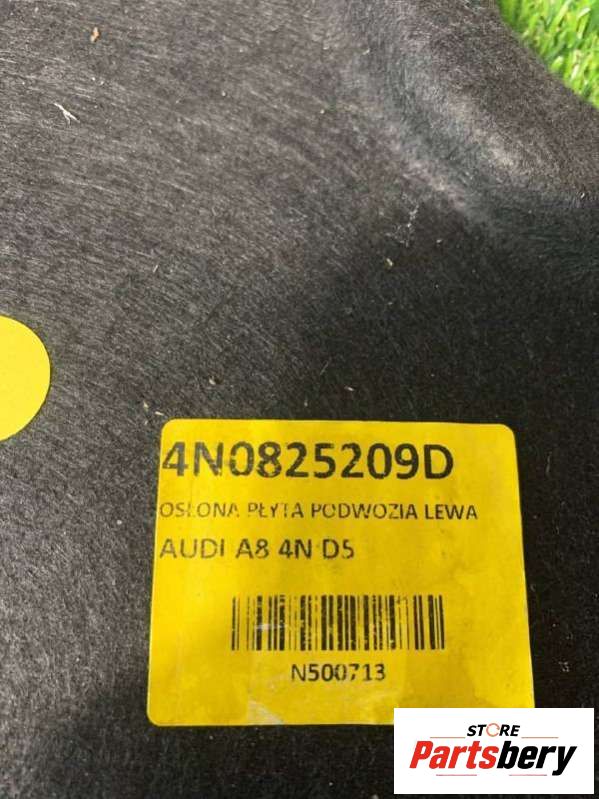 4N0825209D
OSŁONA PŁYTA PODWOZIA LEWA
AUDI A8 4N D5
N500713
STORE
Partsbery